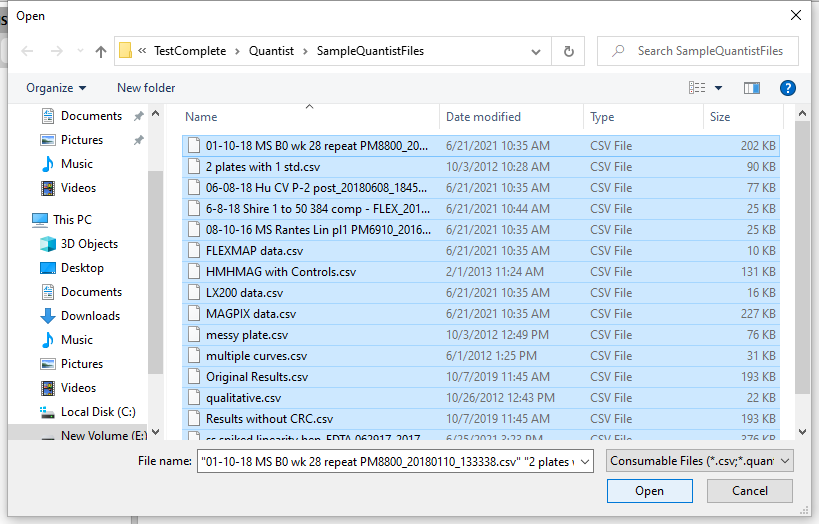 Open
« TestComplete > Quantist > SampleQuantistFiles
Search SampleQuantistFiles
Organize New folder
Documents
Pictures
Music
Videos
This PC
3D Objects
Desktop
Documents
Downloads
Music
Pictures
Videos
Local Disk (C:)
New Volume (E:)
Name Date modified Type Size
01-10-18 MS B0 wk 28 repeat PM8800_20... 6/21/2021 10:35 AM CSV File 202 KB
2 plates with 1 std.csv 10/3/2012 10:28 AM CSV File 90 KB
06-08-18 Hu CV P-2 post_20180608_1845... 6/21/2021 10:35 AM CSV File 77 KB
6-8-18 Shire 1 to 50 384 comp - FLEX_201... 6/21/2021 10:44 AM CSV File 25 KB
08-10-16 MS Rantes Lin pl1 PM6910_2016... 6/21/2021 10:35 AM CSV File 25 KB
FLEXMAP data.csv 6/21/2021 10:35 AM CSV File 10 KB
HMHMAG with Controls.csv 2/1/2013 11:24 AM CSV File 131 KB
LX200 data.csv 6/21/2021 10:35 AM CSV File 16 KB
MAGPIX data.csv 6/21/2021 10:35 AM CSV File 227 KB
messy plate.csv 10/3/2012 12:49 PM CSV File 76 KB
multiple curves.csv 6/1/2012 1:25 PM CSV File 31 KB
Original Results.csv 10/7/2019 11:45 AM CSV File 193 KB
qualitative.csv 10/26/2012 12:43 PM CSV File 22 KB
Results without CRC.csv 10/7/2019 11:45 AM CSV File 193 KB
File name: "01-10-18 MS B0 wk 28 repeat PM8800_20180110_133338.csv" "2 plates
Consumable Files (*.csv;*.quan
Open Cancel